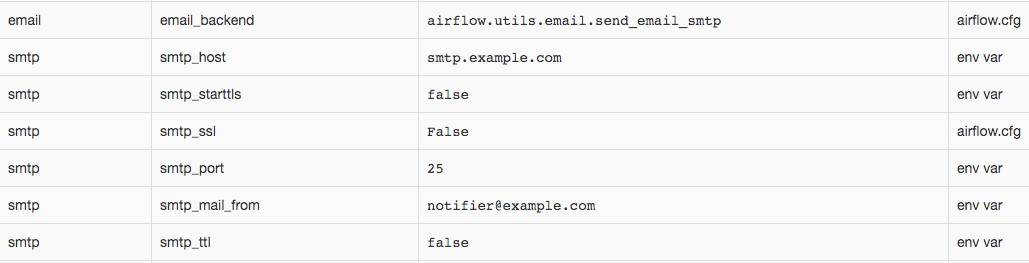 email email_backend airflow.utils.email.send_email_smtp airflow.cfg
smtp smtp_host smtp.example.com env var
smtp smtp_starttls false env var
smtp smtp_ssl False airflow.cfg
smtp smtp_port 25 env var
smtp smtp_mail_from notifier@example.com env var
smtp smtp_ttl false env var